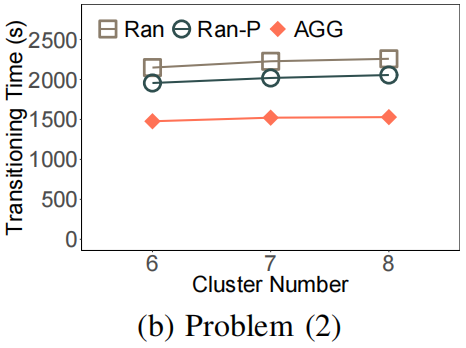 Ran Ran-P AGG
Transitioning Time (s)
2500
2000
1500
1000
500
0
6 7 8
Cluster Number
(b) Problem (2)